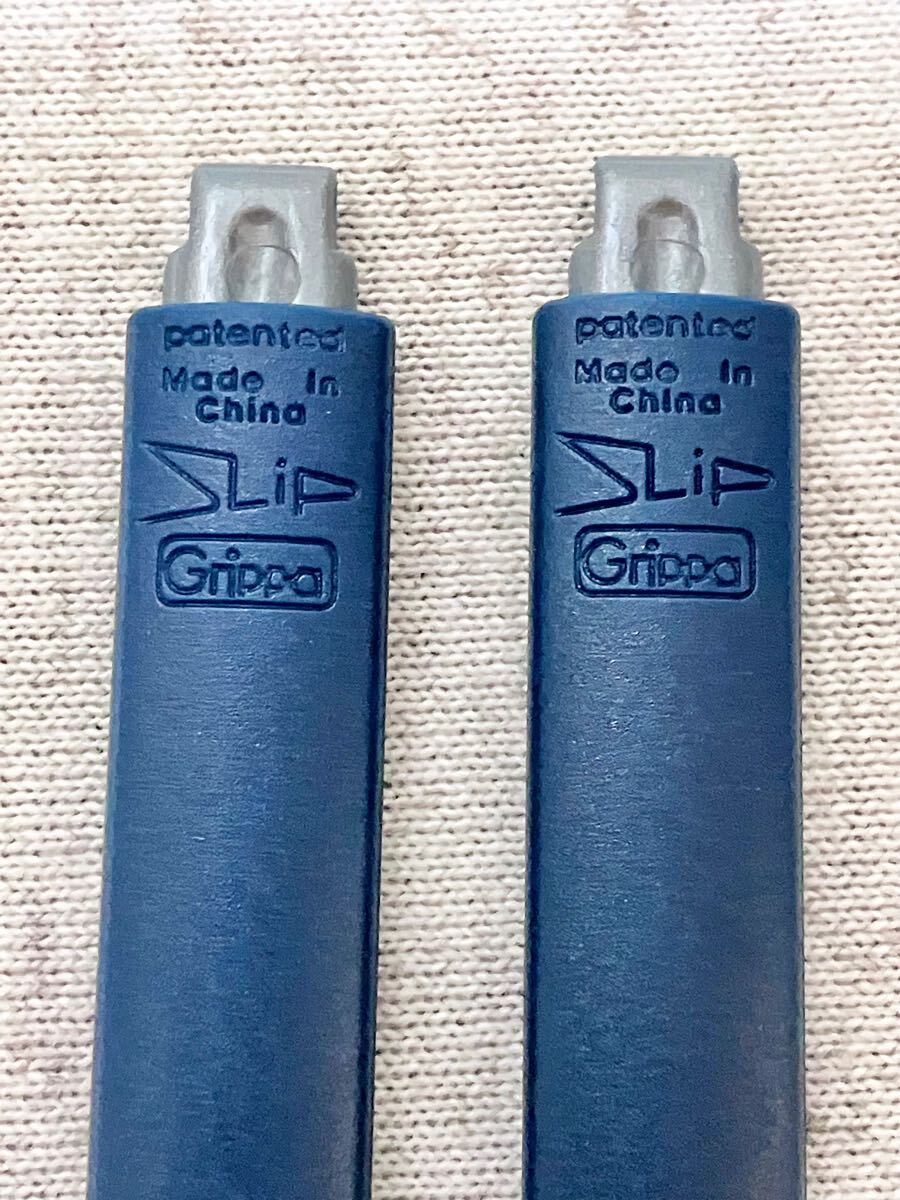 patented
Made In
China
SLiP
Grippa
patented
Made In
China
SLiP
Grippa